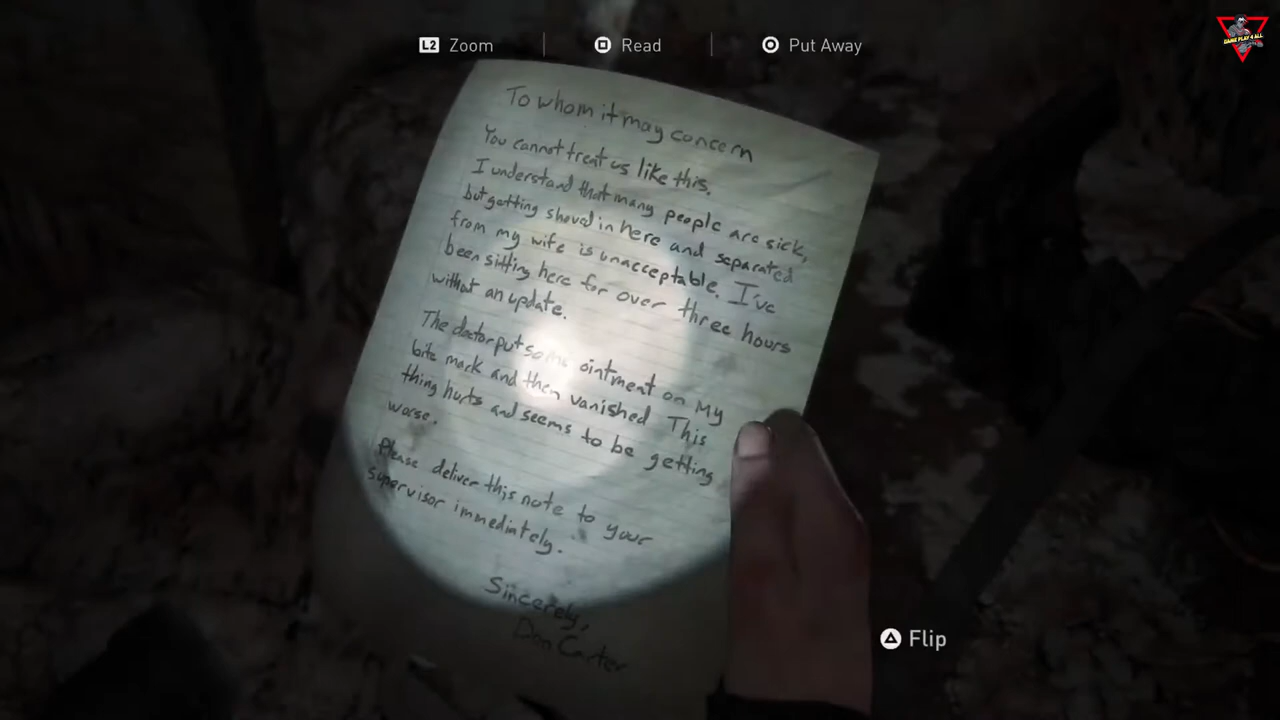 L2 Zoom
Read
Put Away
GAME PLAY 4 ALL
To whom it may concern
You cannot treat us like this.
I understand that many people are sick,
but getting shoved in here and separated
from my wife is unacceptable. I've
been sitting here for over three hours
without an update.
The doctor put some ointment on my
bite mark and then vanished This
thing hurts and seems to be getting
worse.
Please deliver this note to your
supervisor immediately.
Sincerely,
Don Carter
Flip